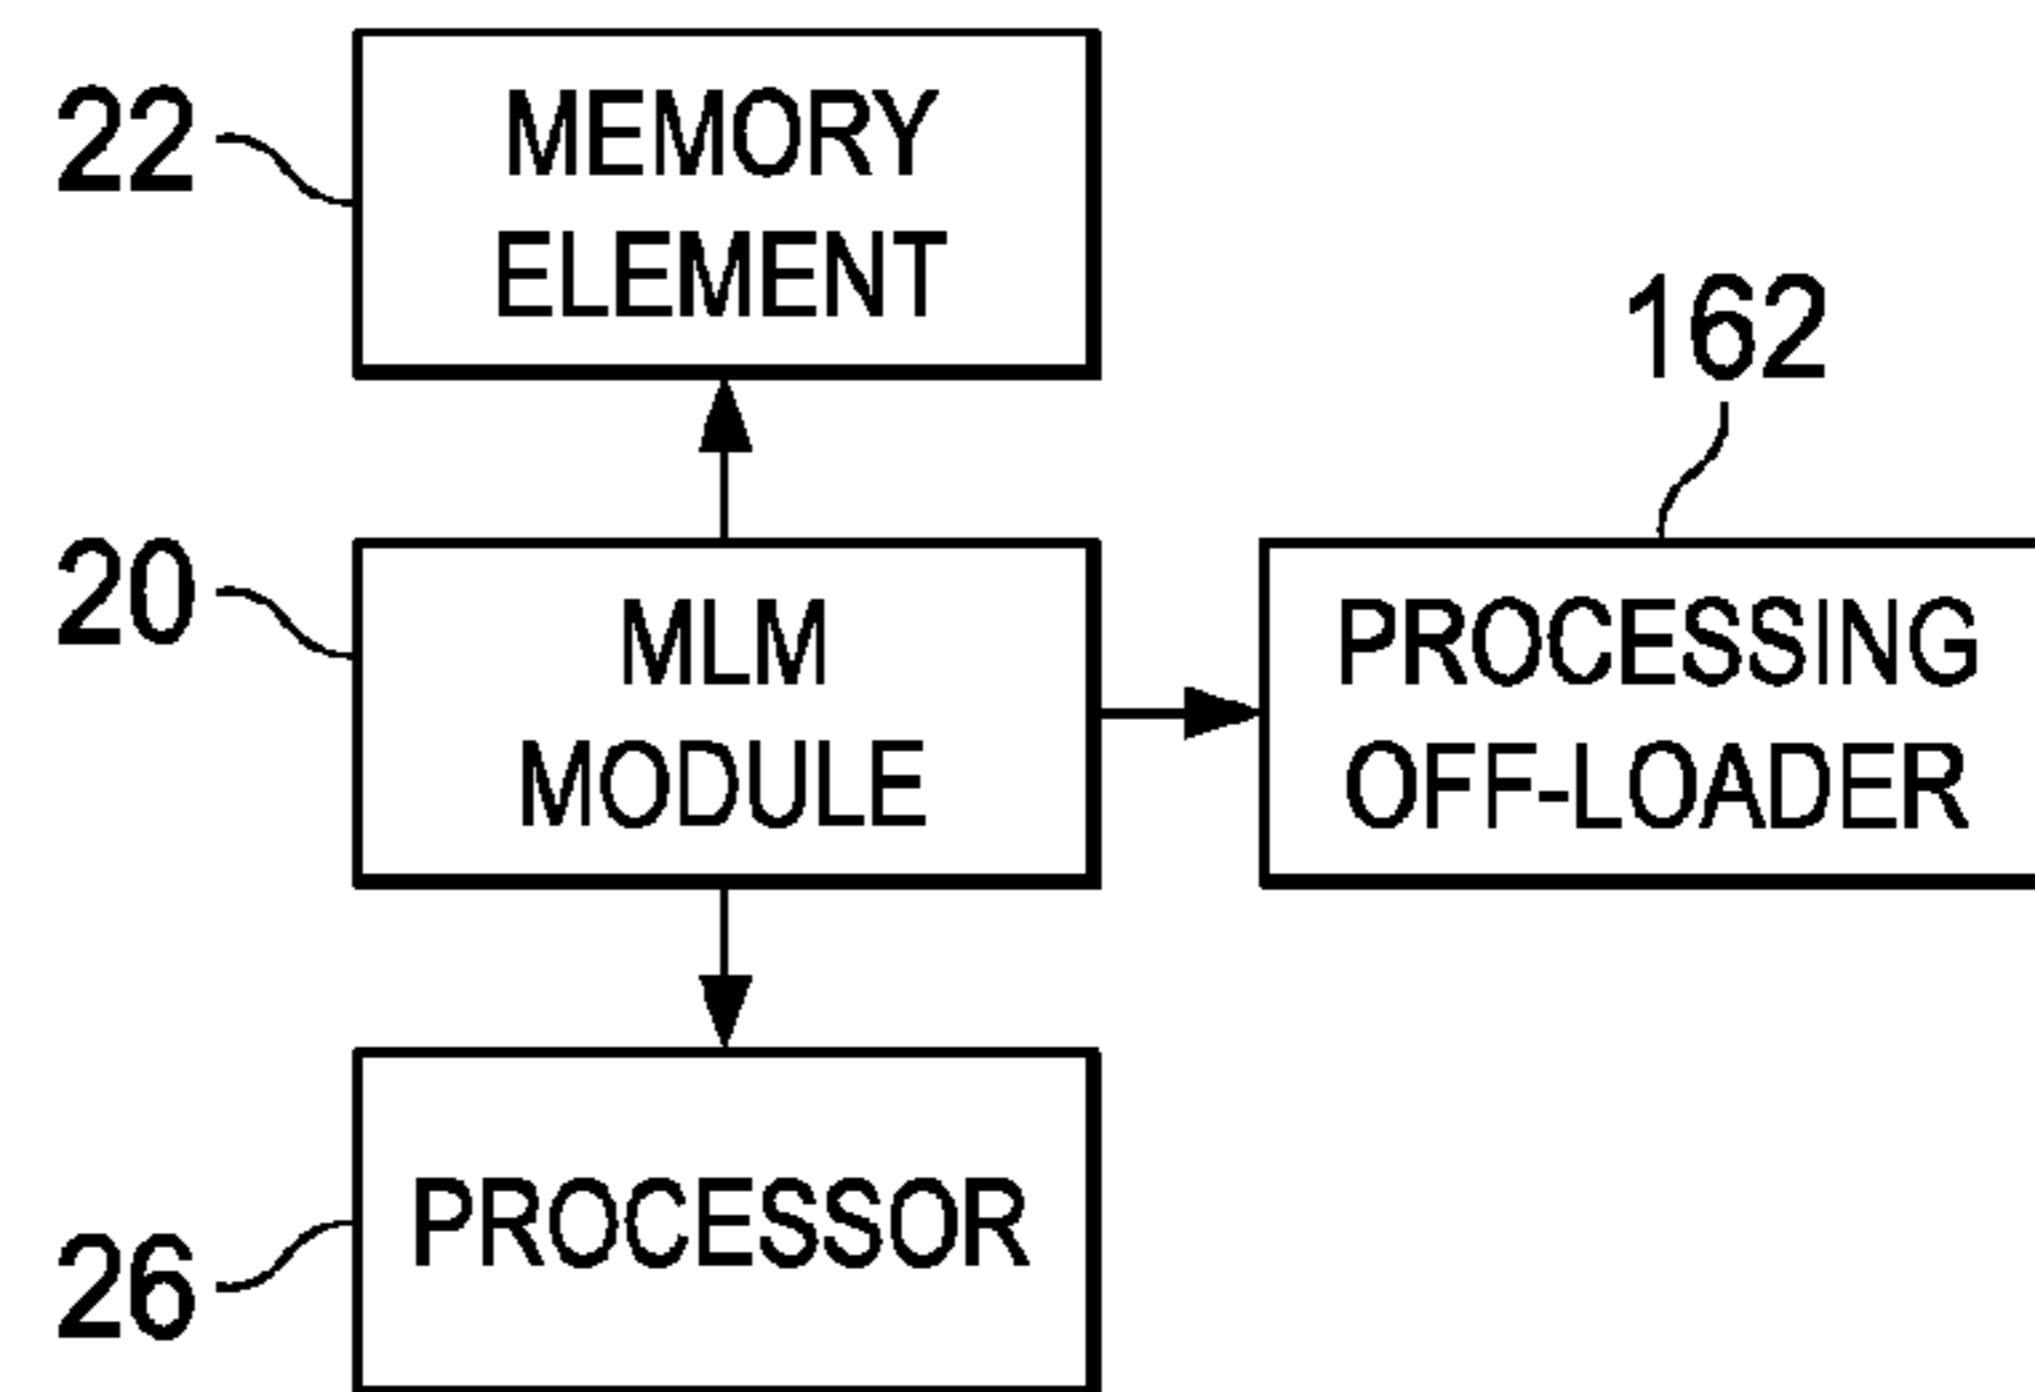 22
MEMORY
ELEMENT
162
20
MLM
MODULE
PROCESSING
OFF-LOADER
26
PROCESSOR